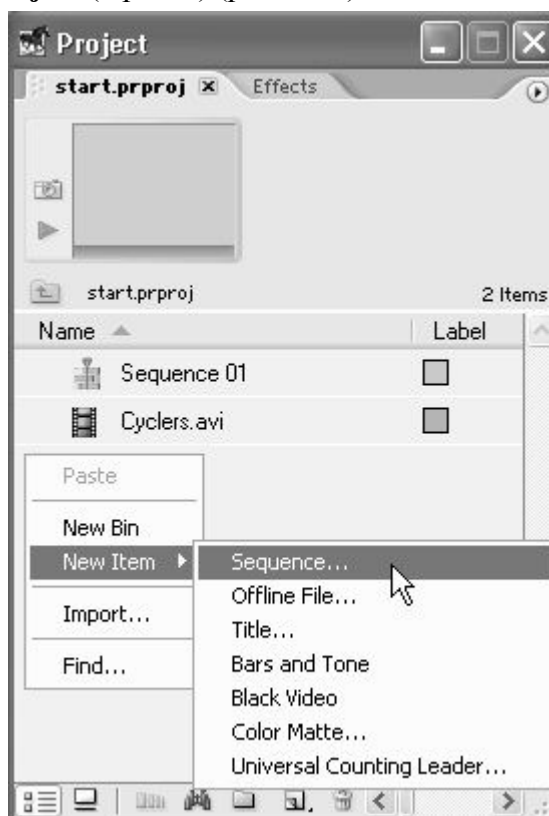 Project
start.prproj Effects
start.prproj 2 Items
Name Label
Sequence 01
Cyclers.avi
Paste
New Bin
New Item
Import...
Find...
Sequence...
Offline File...
Title...
Bars and Tone
Black Video
Color Matte...
Universal Counting Leader...